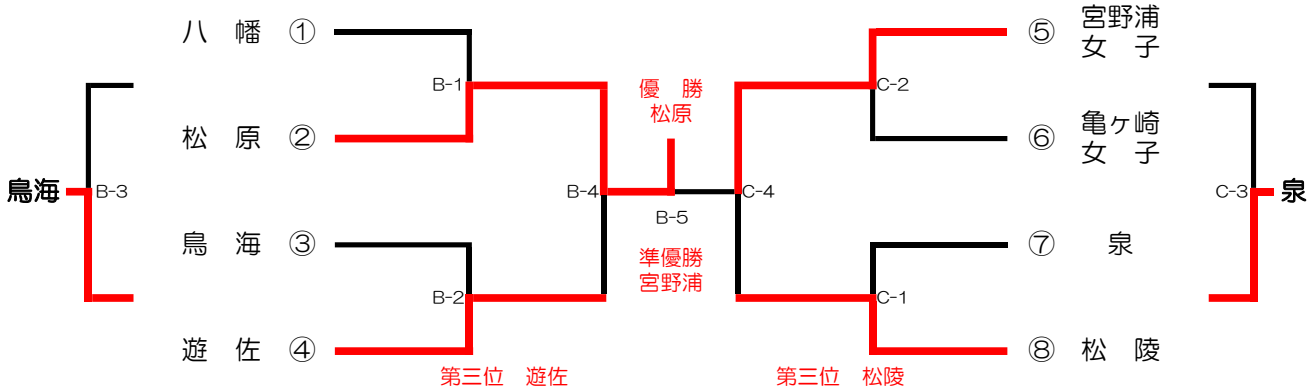 八　幡　①
松　原　②
鳥　海　③
遊　佐　④
B-1
B-2
B-3
鳥海
B-4
優　勝
松原
B-5
準優勝
宮野浦
第三位　遊佐
第三位　松陵
C-4
C-2
C-1
C-3
泉
⑤　宮野浦
女　子
⑥　亀ヶ崎
女　子
⑦　泉
⑧　松　陵